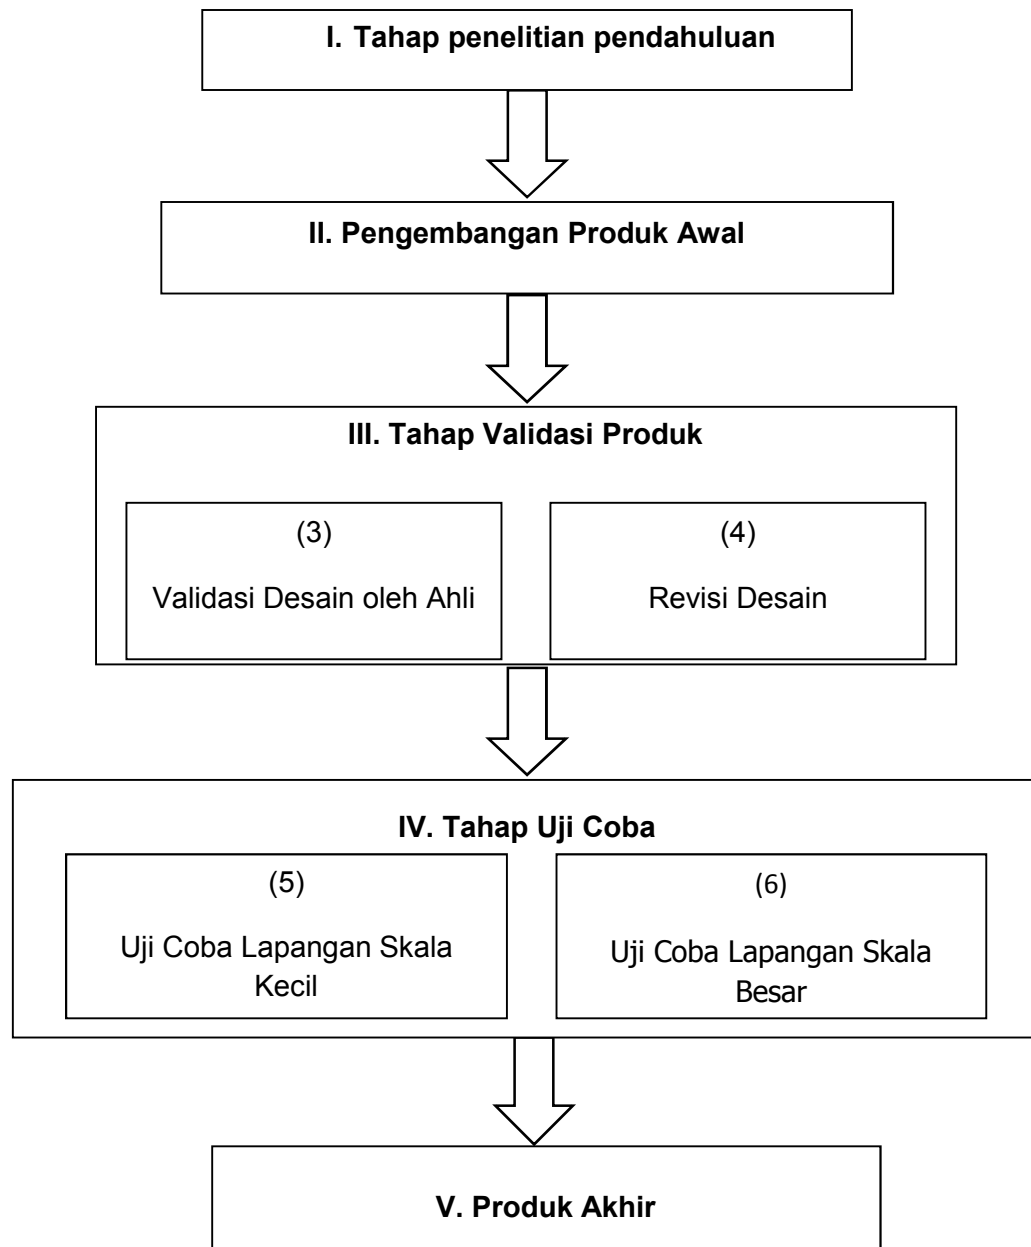 I. Tahap penelitian pendahuluan
II. Pengembangan Produk Awal
III. Tahap Validasi Produk
(3)
Validasi Desain oleh Ahli
(4)
Revisi Desain
IV. Tahap Uji Coba
(5)
Uji Coba Lapangan Skala
Kecil
(6)
Uji Coba Lapangan Skala
Besar
V. Produk Akhir